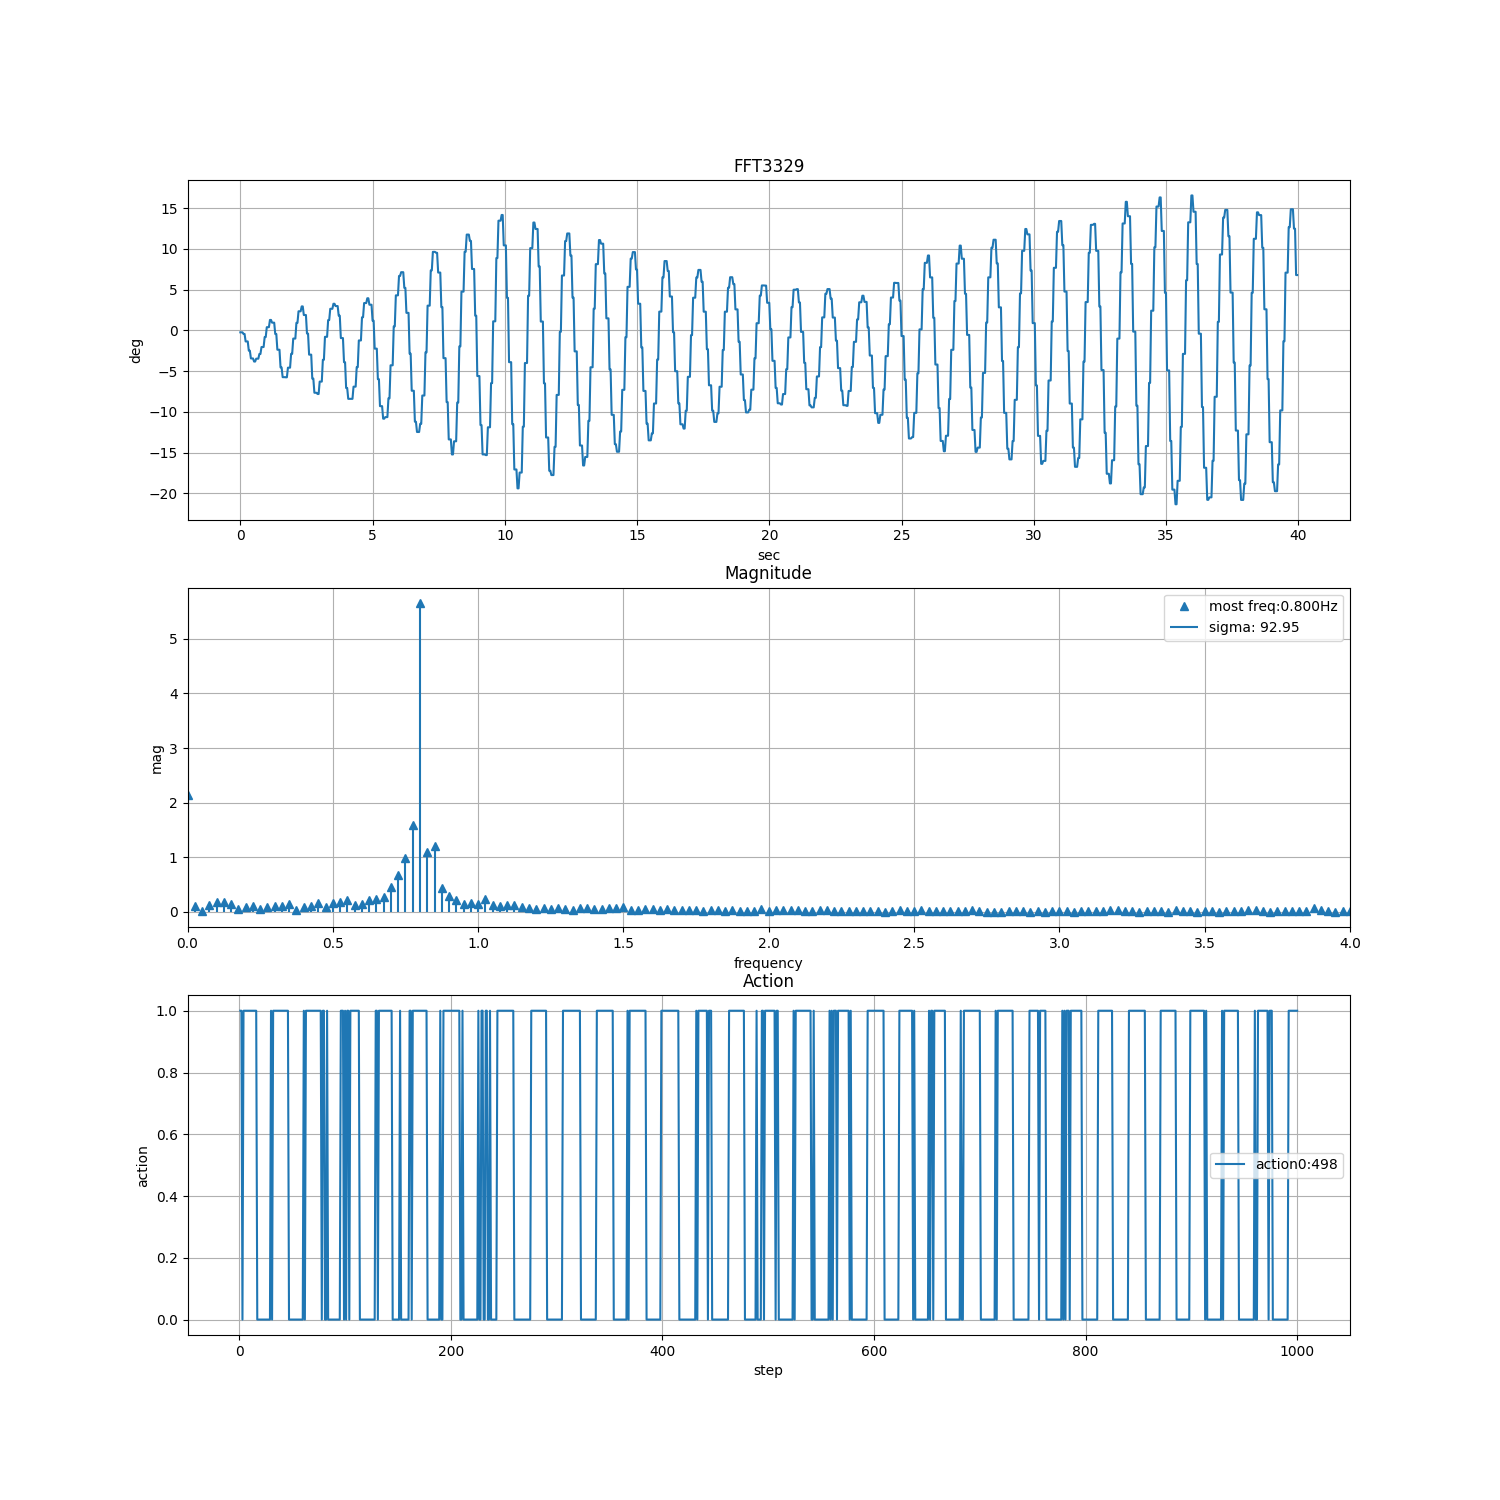 FFT3329
15
10
5
0
−5
−10
−15
−20
deg
0 5 10 15 20 25 30 35 40
sec
Magnitude
most freq:0.800Hz
sigma: 92.95
5
4
3
2
1
0
mag
0.0 0.5 1.0 1.5 2.0 2.5 3.0 3.5 4.0
frequency
Action
1.0
0.8
0.6
0.4
0.2
0.0
action
action0:498
0 200 400 600 800 1000
step